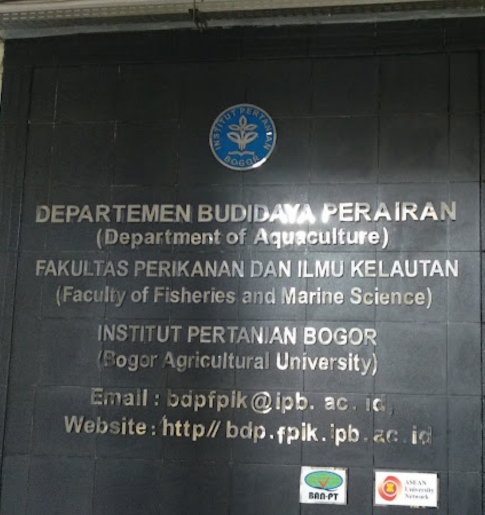 INSTITUT PERTANIAN
BOGOR
DEPARTEMEN BUDIDAYA PERAIRAN
(Department of Aquaculture)
FAKULTAS PERIKANAN DAN ILMU KELAUTAN
(Faculty of Fisheries and Marine Science)
INSTITUT PERTANIAN BOGOR
(Bogor Agricultural University)
Email : bdpfpik@ipb. ac. id,
Website : http// bdp.fpik.ipb.ac.id
BAN-PT
ASEAN
University
Network